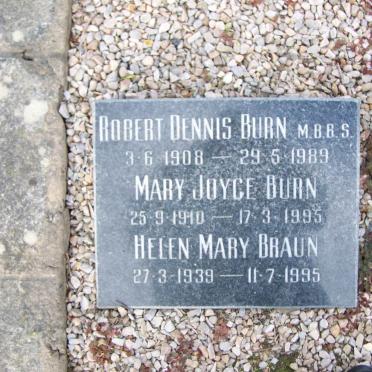 ROBERT DENNIS BURN M.B.B.S.
3·6·1908 — 29·5·1989
MARY JOYCE BURN
25·9·1910 — 17·3·1995
HELEN MARY BRAUN
27·3·1939 — 11·7·1995